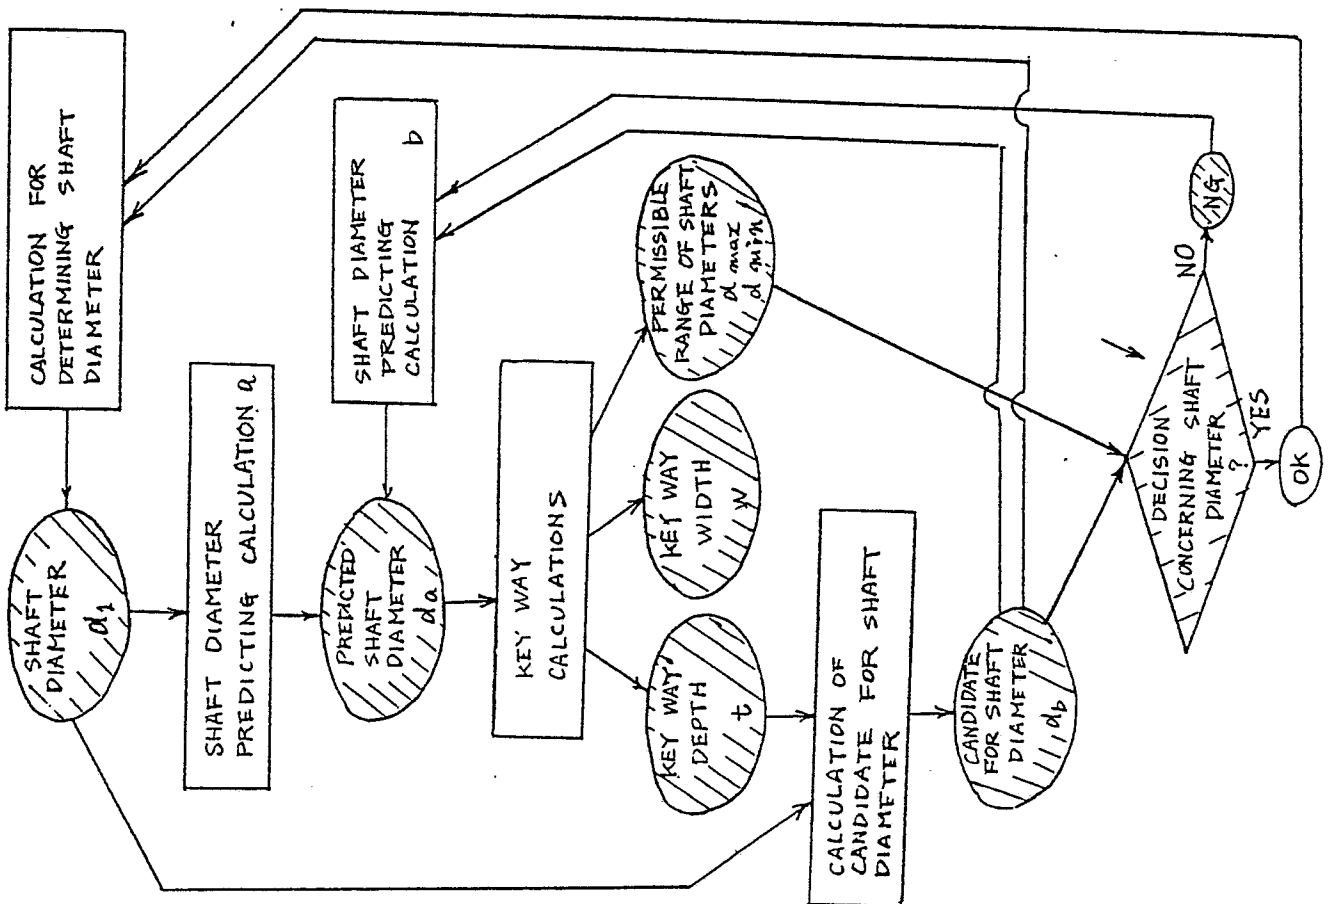 CALCULATION FOR
DETERMINING SHAFT
DIAMETER
SHAFT
DIAMETER
d1
SHAFT DIAMETER
PREDICTING CALCULATION a
SHAFT DIAMETER
PREDICTING
CALCULATION b
PREDICTED
SHAFT
DIAMETER
da
KEY WAY
CALCULATIONS
KEY WAY
DEPTH
t
KEY WAY
WIDTH
W
PERMISSIBLE
RANGE OF SHAFT
DIAMETERS
d max
d min
CALCULATION OF
CANDIDATE FOR SHAFT
DIAMETER
CANDIDATE
FOR SHAFT
DIAMETER
db
DECISION
CONCERNING SHAFT
DIAMETER
?
NO
NG
YES
OK